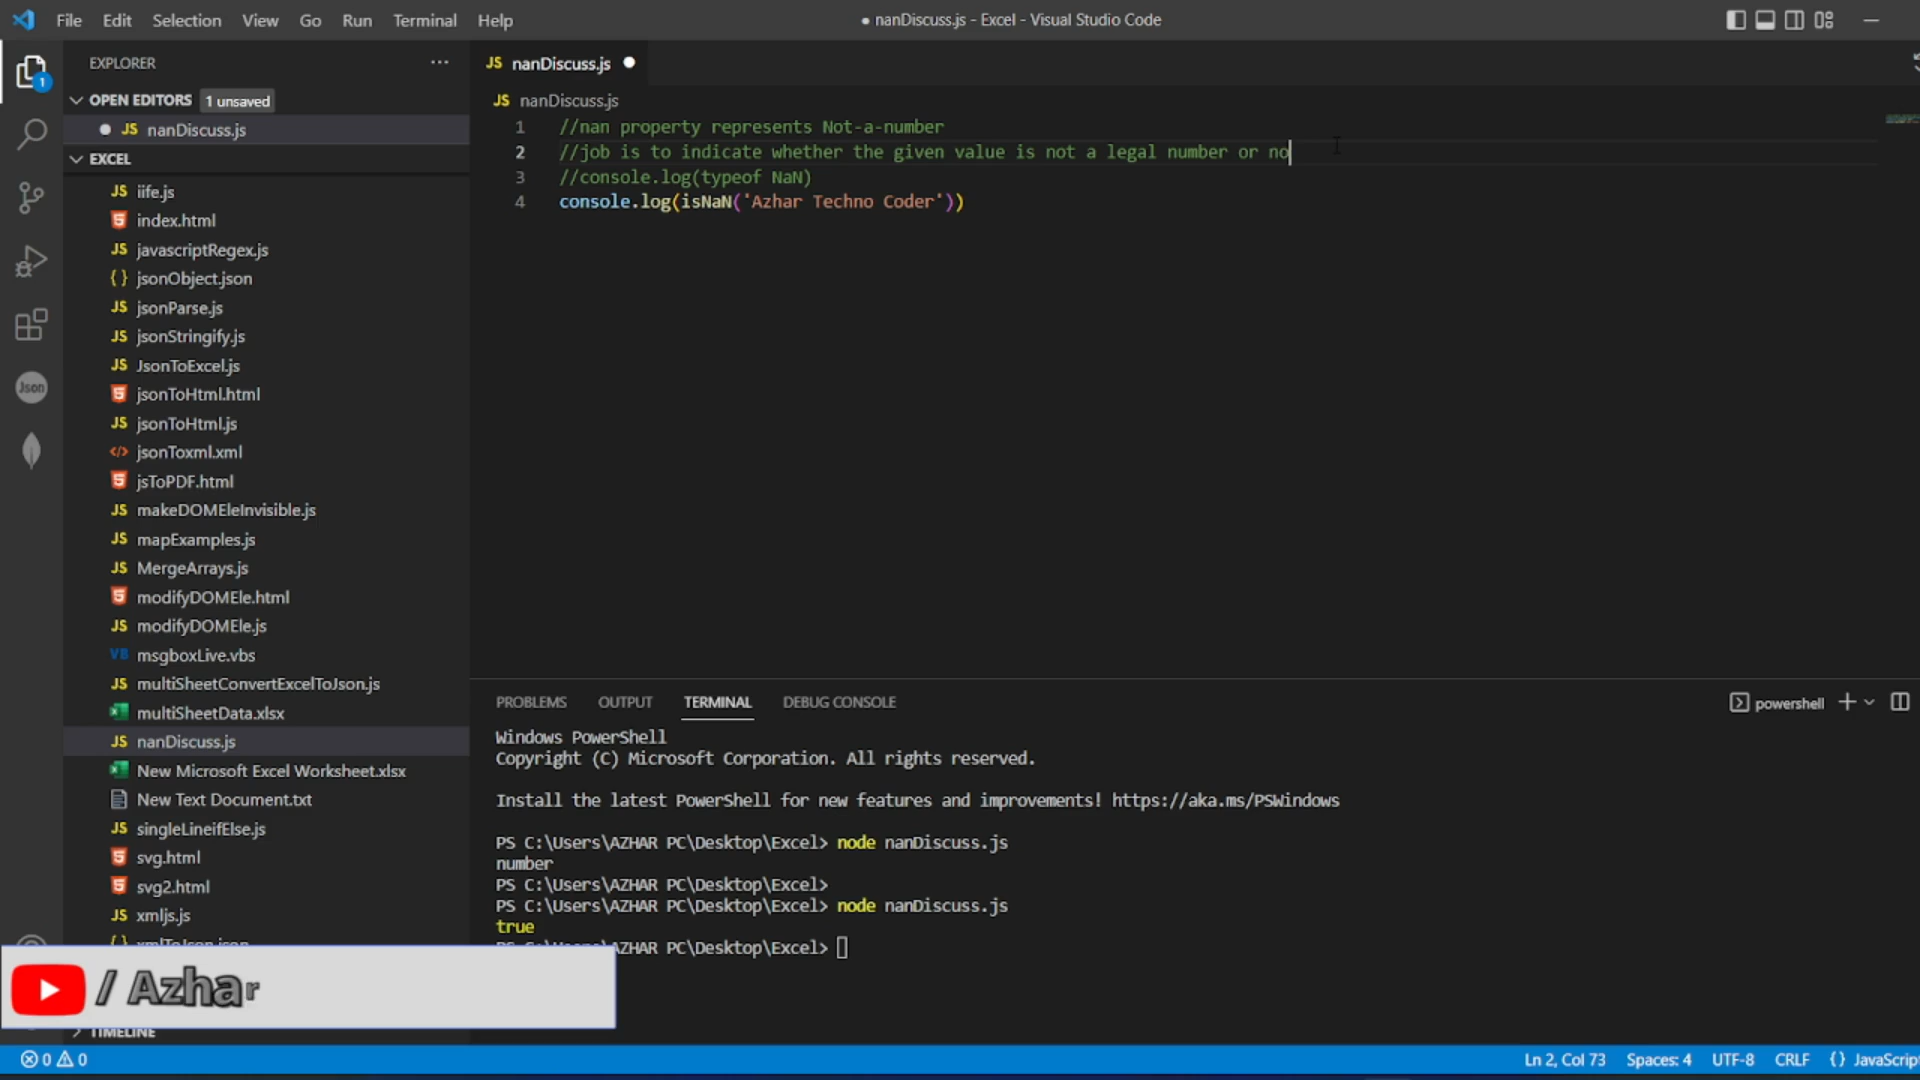 File Edit Selection View Go Run Terminal Help
● nanDiscuss.js - Excel - Visual Studio Code
EXPLORER ···
OPEN EDITORS 1 unsaved
JS nanDiscuss.js
EXCEL
JS iife.js
index.html
JS javascriptRegex.js
{ } jsonObject.json
JS jsonParse.js
JS jsonStringify.js
JS JsonToExcel.js
jsonToHtml.html
JS jsonToHtml.js
jsonToxml.xml
jsToPDF.html
JS makeDOMEleInvisible.js
JS mapExamples.js
JS MergeArrays.js
modifyDOMEle.html
JS modifyDOMEle.js
VB msgboxLive.vbs
JS multiSheetConvertExcelToJson.js
multiSheetData.xlsx
JS nanDiscuss.js
New Microsoft Excel Worksheet.xlsx
New Text Document.txt
JS singleLineifElse.js
svg.html
svg2.html
JS xmljs.js
{ } xmlToJson.json
TIMELINE
1
Json
JS nanDiscuss.js ●
JS nanDiscuss.js
1 //nan property represents Not-a-number
2 //job is to indicate whether the given value is not a legal number or no
3 //console.log(typeof NaN)
4 console.log(isNaN('Azhar Techno Coder'))
PROBLEMS OUTPUT TERMINAL DEBUG CONSOLE
powershell
Windows PowerShell
Copyright (C) Microsoft Corporation. All rights reserved.
Install the latest PowerShell for new features and improvements! https://aka.ms/PSWindows
PS C:\Users\AZHAR PC\Desktop\Excel> node nanDiscuss.js
number
PS C:\Users\AZHAR PC\Desktop\Excel>
PS C:\Users\AZHAR PC\Desktop\Excel> node nanDiscuss.js
true
PS C:\Users\AZHAR PC\Desktop\Excel>
/ Azhar
0 0
Ln 2, Col 73 Spaces: 4 UTF-8 CRLF { } JavaScrip